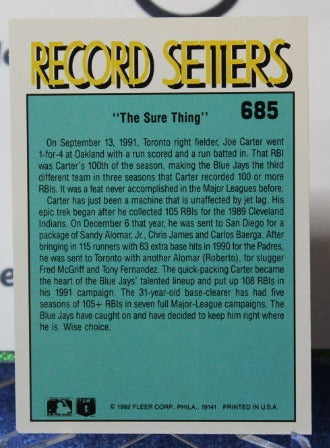 RECORD SETTERS
"The Sure Thing" 685
On September 13, 1991, Toronto right fielder, Joe Carter went
1-for-4 at Oakland with a run scored and a run batted in. That RBI
was Carter's 100th of the season, making the Blue Jays the third
different team in three seasons that Carter recorded 100 or more
RBIs. It was a feat never accomplished in the Major Leagues before.
Carter has just been a machine that is unaffected by jet lag. His
epic trek began after he collected 105 RBIs for the 1989 Cleveland
Indians. On December 6 that year, he was sent to San Diego for a
package of Sandy Alomar, Jr., Chris James and Carlos Baerga. After
bringing in 115 runners with 63 extra base hits in 1990 for the Padres,
he was sent to Toronto with another Alomar (Roberto), for slugger
Fred McGriff and Tony Fernandez. The quick-packing Carter became
the heart of the Blue Jays' talented lineup and put up 108 RBIs in
his 1991 campaign. The 31-year-old base-clearer has had five
seasons of 105+ RBIs in seven full Major-League campaigns. The
Blue Jays have caught on and have decided to keep him right where
he is. Wise choice.
© 1992 FLEER CORP., PHILA., 19141 PRINTED IN U.S.A.